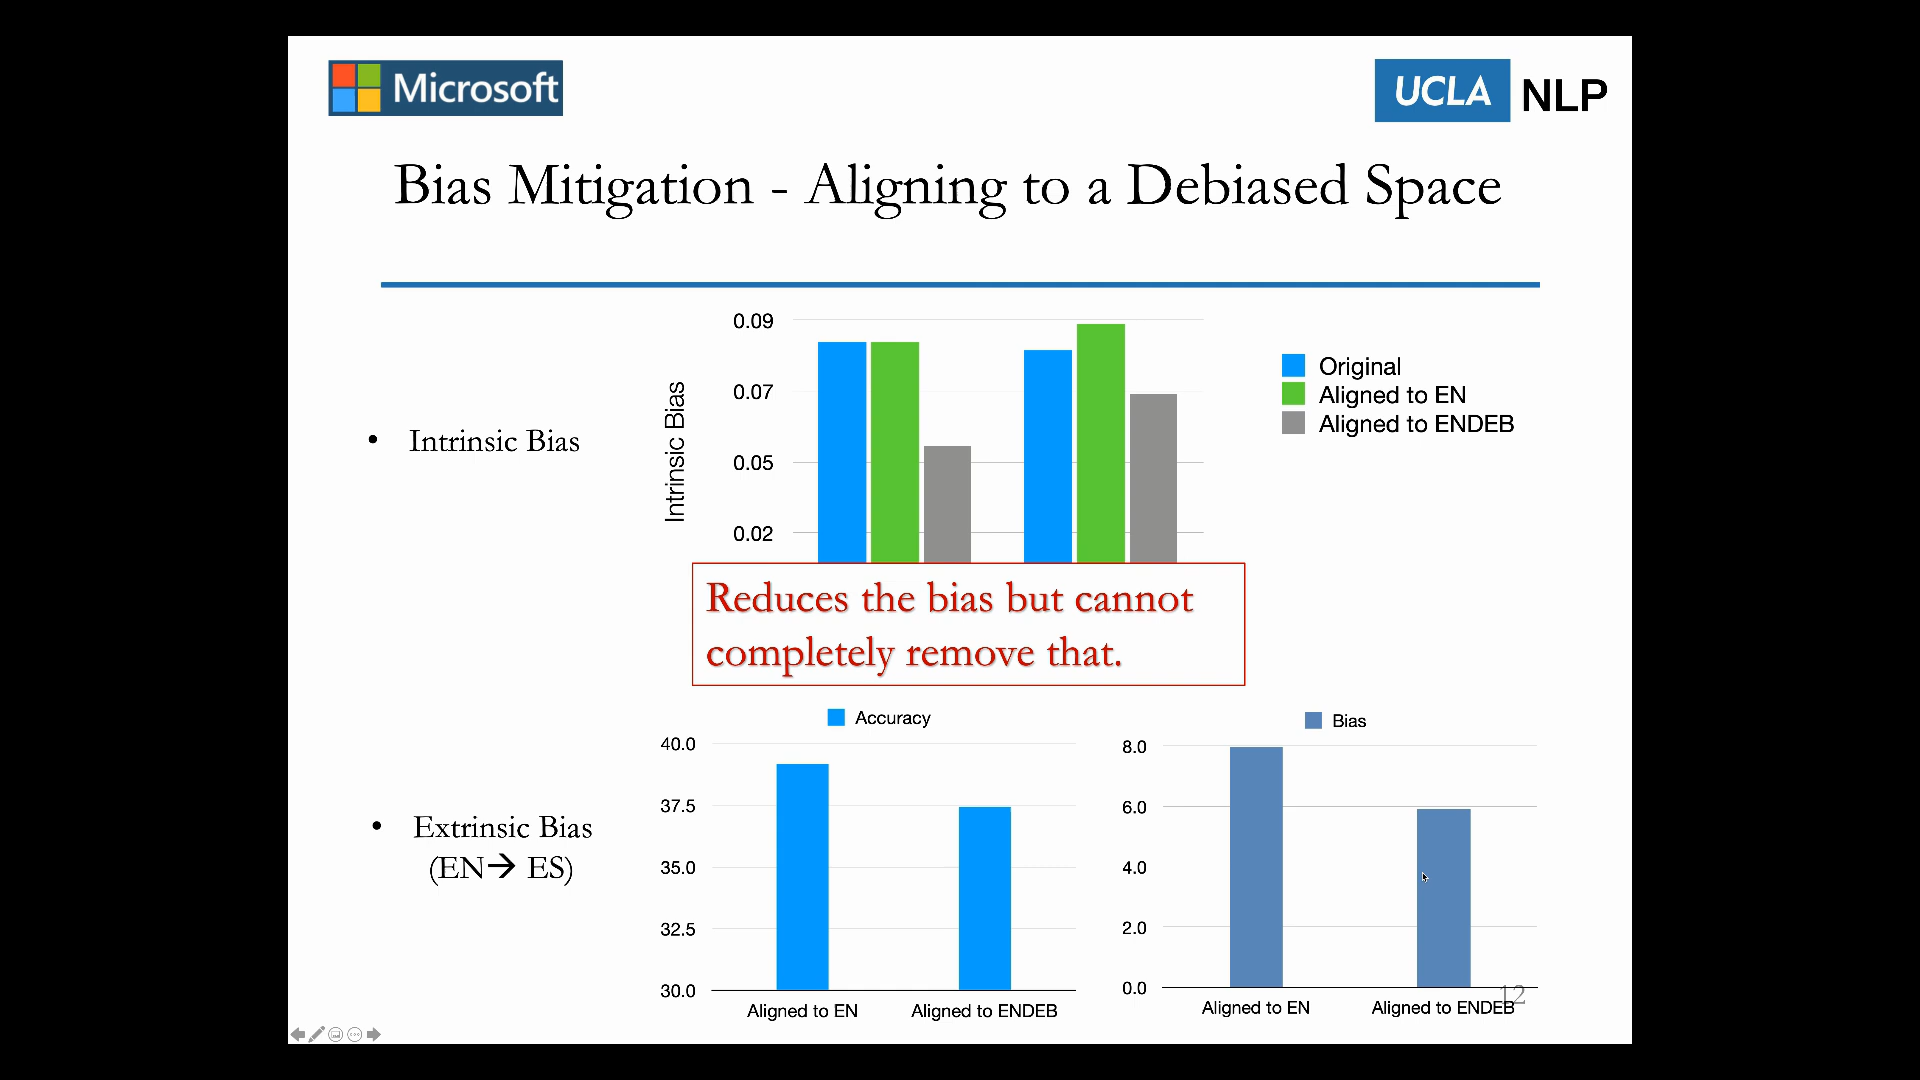 Microsoft
UCLA NLP
Bias Mitigation - Aligning to a Debiased Space
• Intrinsic Bias
Intrinsic Bias
0.09
0.07
0.05
0.02
Original
Aligned to EN
Aligned to ENDEB
Reduces the bias but cannot
completely remove that.
• Extrinsic Bias
(EN→ ES)
Accuracy
40.0
37.5
35.0
32.5
30.0
Aligned to EN Aligned to ENDEB
Bias
8.0
6.0
4.0
2.0
0.0
Aligned to EN Aligned to ENDEB
12